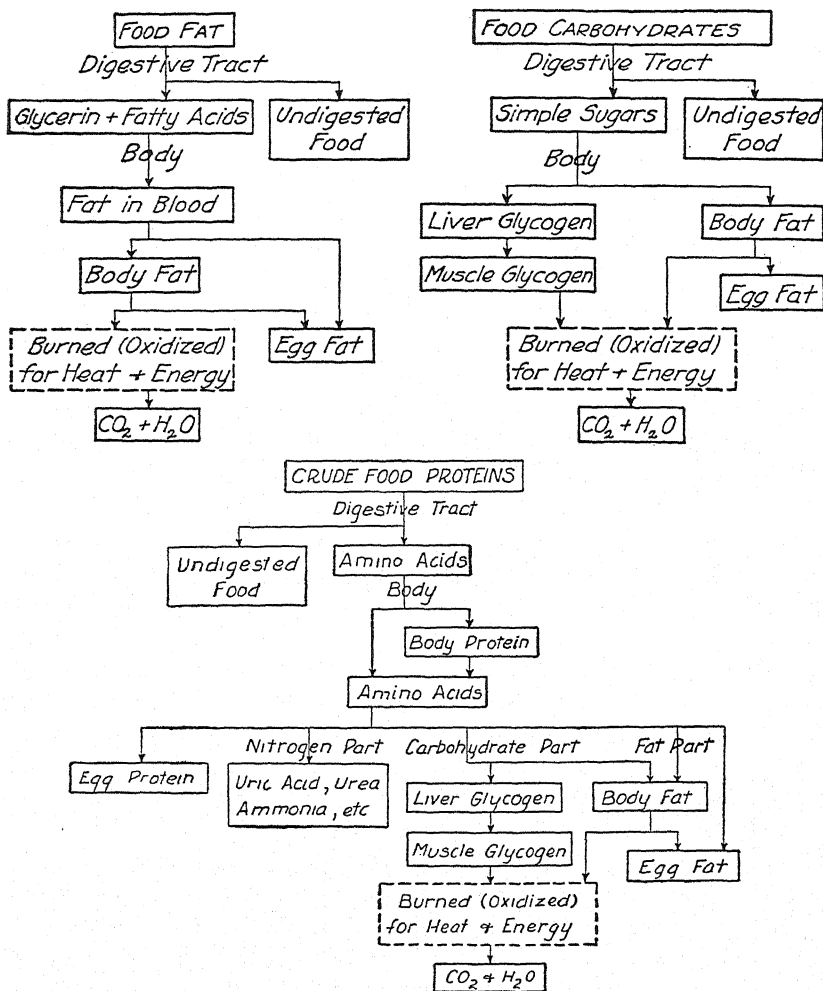 FOOD FAT
Digestive Tract
Glycerin + Fatty Acids
Undigested
Food
Body
Fat in Blood
Body Fat
Burned (Oxidized)
for Heat + Energy
Egg Fat
CO₂ + H₂O
FOOD CARBOHYDRATES
Digestive Tract
Simple Sugars
Undigested
Food
Body
Liver Glycogen
Body Fat
Muscle Glycogen
Egg Fat
Burned (Oxidized)
for Heat + Energy
CO₂ + H₂O
CRUDE FOOD PROTEINS
Digestive Tract
Undigested
Food
Amino Acids
Body
Body Protein
Amino Acids
Nitrogen Part
Carbohydrate Part
Fat Part
Egg Protein
Uric Acid, Urea
Ammonia, etc
Liver Glycogen
Body Fat
Muscle Glycogen
Egg Fat
Burned (Oxidized)
for Heat & Energy
CO₂ & H₂O